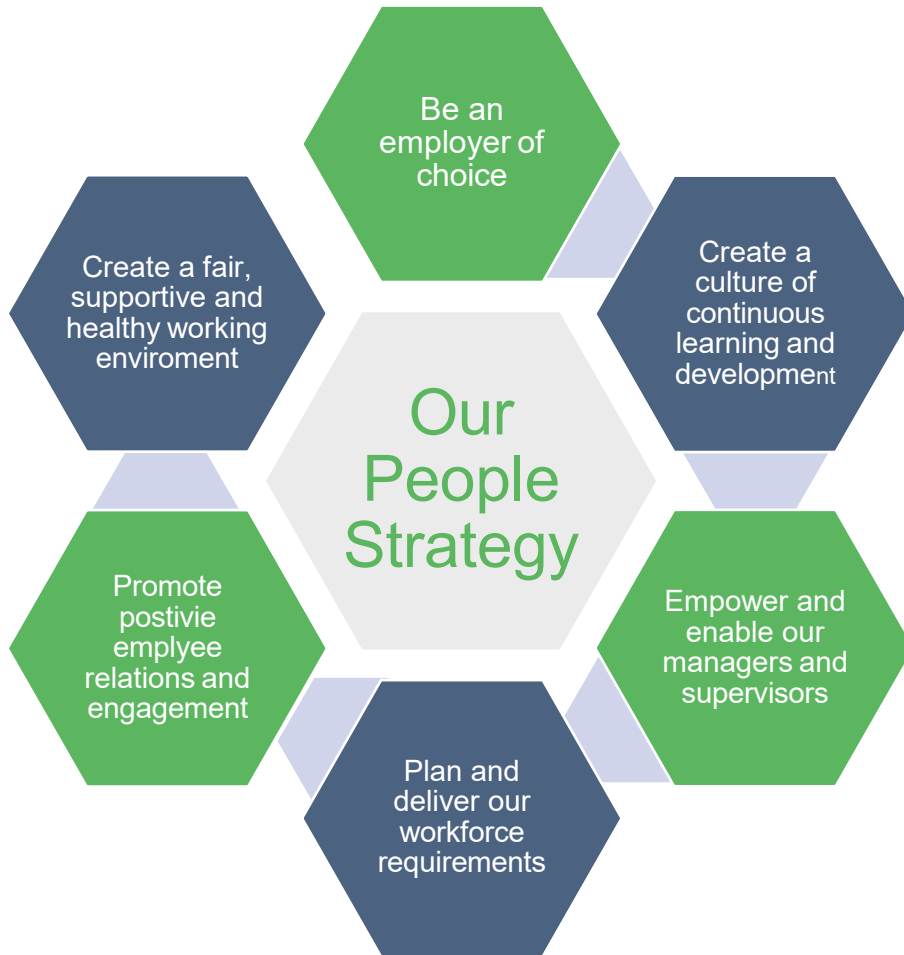 Be an
employer of
choice
Create a
culture of
continuous
learning and
development
Empower and
enable our
managers and
supervisors
Plan and
deliver our
workforce
requirements
Promote
postivie
emplyee
relations and
engagement
Create a fair,
supportive and
healthy working
enviroment
Our
People
Strategy